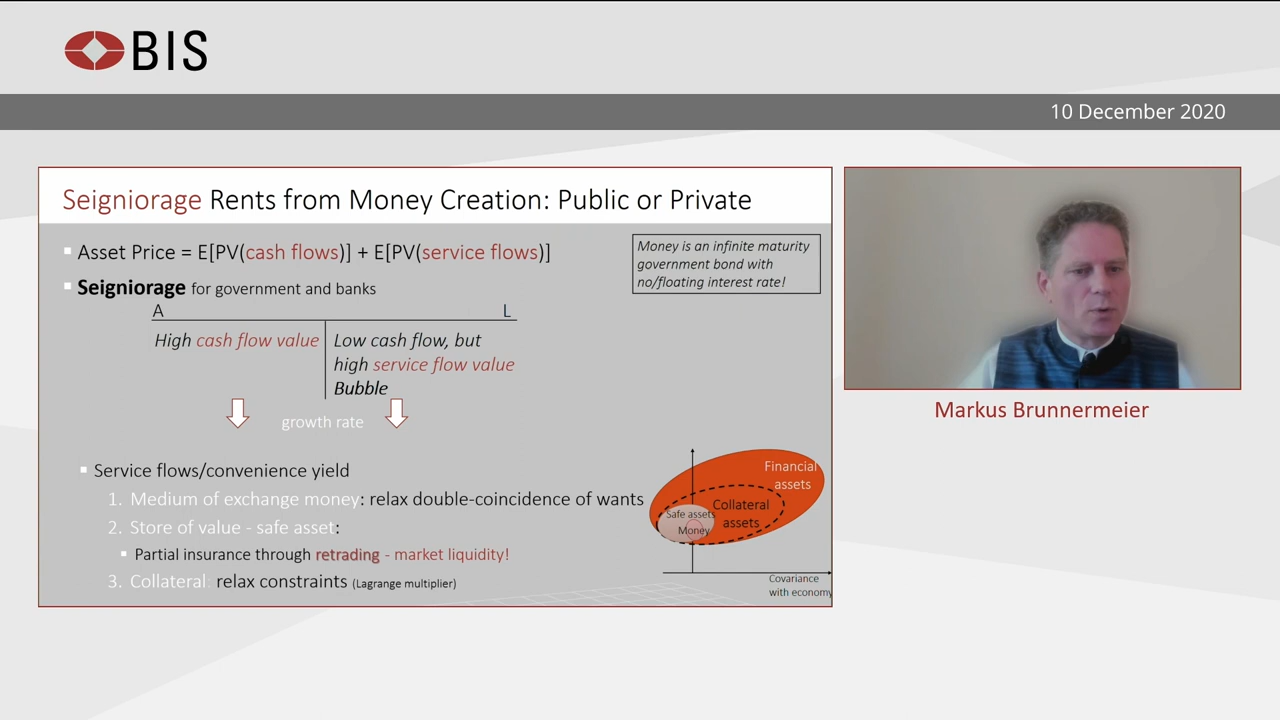 BIS
10 December 2020
Seigniorage Rents from Money Creation: Public or Private
Asset Price = E[PV(cash flows)] + E[PV(service flows)]
Money is an infinite maturity
government bond with
no/floating interest rate!
Seigniorage for government and banks
A L
High cash flow value
Low cash flow, but
high service flow value
Bubble
growth rate
Service flows/convenience yield
1. Medium of exchange money: relax double-coincidence of wants
2. Store of value - safe asset:
Partial insurance through retrading - market liquidity!
3. Collateral: relax constraints (Lagrange multiplier)
Financial
assets
Collateral
assets
Safe assets
Money
Covariance
with economy
Markus Brunnermeier